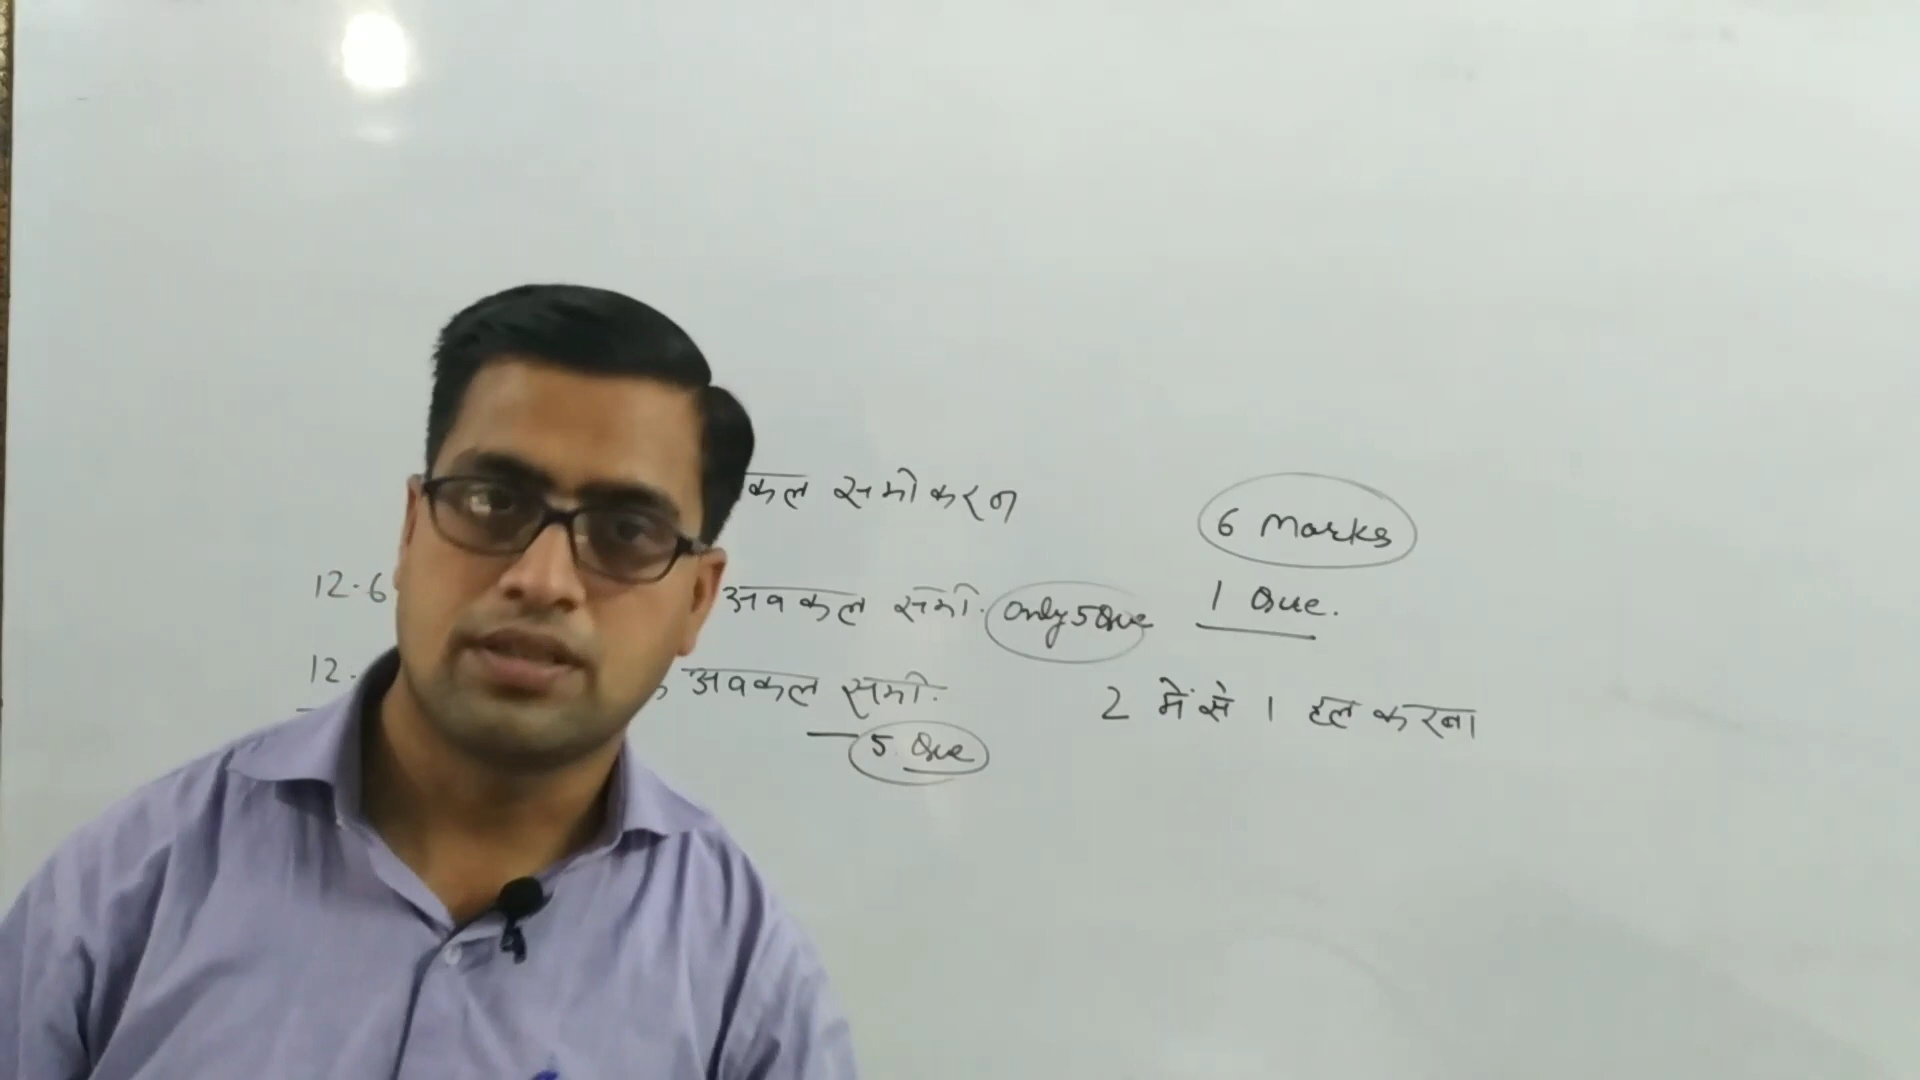 कल समीकरण
6 Marks
12.6 अवकल समी. only 5 Que
1 Que.
12. अवकल समी.
2 में से 1 हल करना
— 5 Que